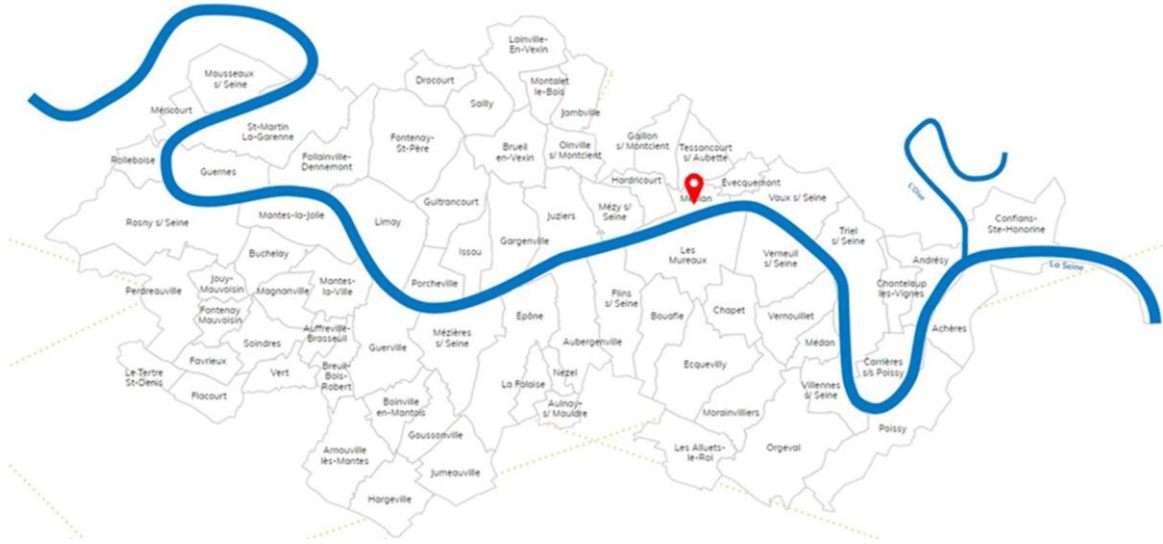 Lainville-
En-Vexin
Mousseaux
s/ Seine
Drocourt
Montalet
le-Bois
Sailly
Méricourt
Jambville
St-Martin
La-Garenne
Fontenay-
St-Père
Gaillon
s/ Montcient
Brueil
en-Vexin
Oinville
s/ Montcient
Tessancourt
s/ Aubette
Rolleboise
Follainville-
Dennemont
Guernes
Hardricourt
Evecquemont
L'Oise
Vaux s/ Seine
Guitrancourt
Mézy s/
Seine
Mantes-la-Jolie
Juziers
Rosny s/ Seine
Limay
Conflans-
Ste-Honorine
Triel
s/ Seine
Gargenville
Issou
Les
Mureaux
Verneuil
s/ Seine
Buchelay
Andrésy
La Seine
Jouy-
Mauvoisin
Magnanville
Mantes-
la-Ville
Porcheville
Chanteloup
les-Vignes
Perdreauville
Flins
s/ Seine
Fontenay
Mauvoisin
Epône
Bouafle
Chapet
Vernouillet
Achères
Auffreville-
Brasseuil
Mézières
s/ Seine
Soindres
Guerville
Aubergenville
Médan
Favrieux
Ecquevilly
Carrières
s/s Poissy
Le-Tertre
St-Denis
Vert
Breuil-
Bois-
Robert
Nézel
La Falaise
Villennes
s/ Seine
Flacourt
Boinville
en-Mantois
Aulnay-
s/ Mauldre
Morainvilliers
Poissy
Goussonville
Arnouville
lès-Mantes
Les Alluets-
le-Roi
Orgeval
Jumeauville
Hargeville